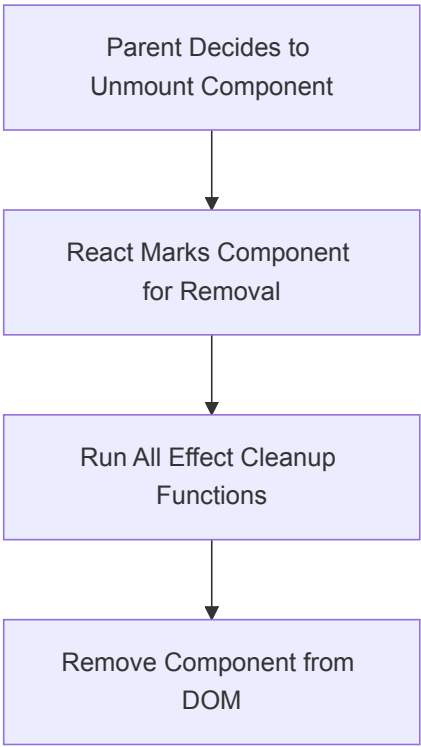 Parent Decides to
Unmount Component
React Marks Component
for Removal
Run All Effect Cleanup
Functions
Remove Component from
DOM